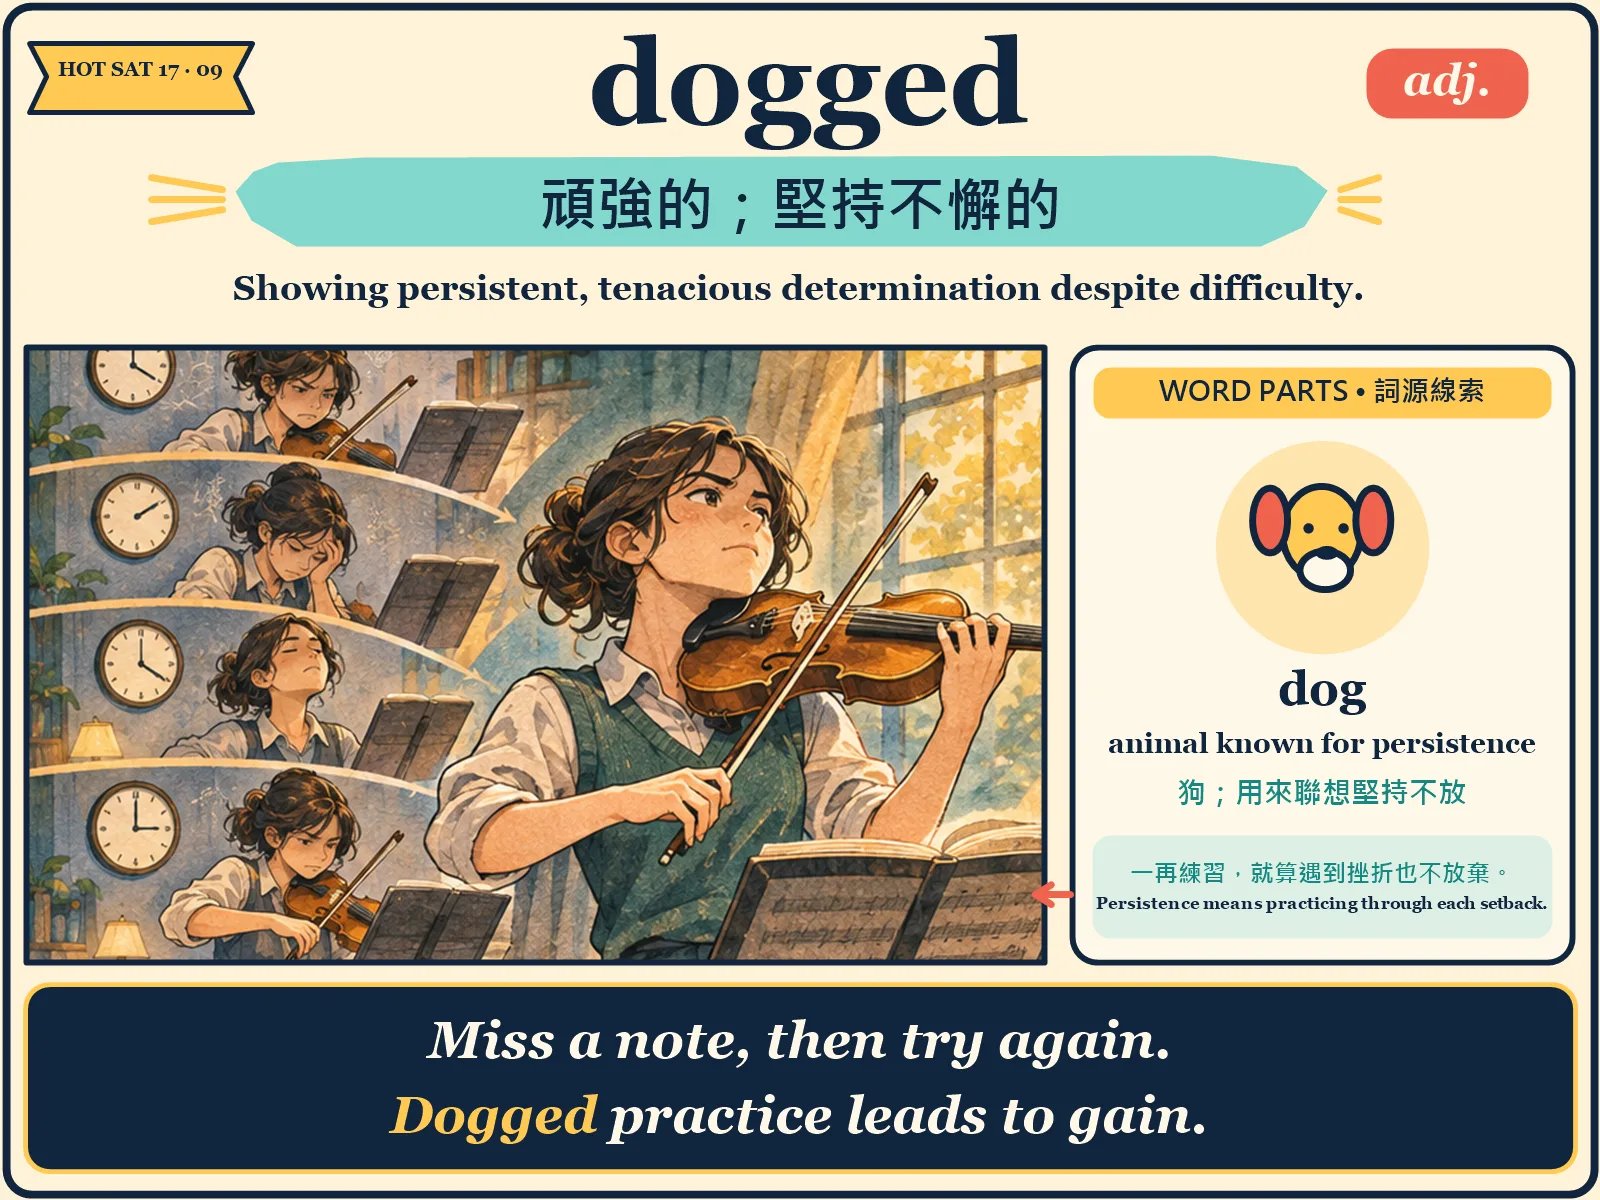 HOT SAT 17 · 09
dogged
adj.
頑強的；堅持不懈的
Showing persistent, tenacious determination despite difficulty.
WORD PARTS • 詞源線索
dog
animal known for persistence
狗；用來聯想堅持不放
一再練習，就算遇到挫折也不放棄。
Persistence means practicing through each setback.
Miss a note, then try again.
Dogged practice leads to gain.